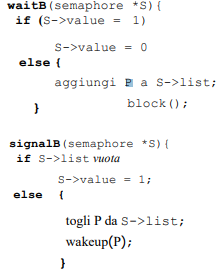 waitB(semaphore *S){
if (S->value = 1)
S->value = 0
else {
aggiungi P a S->list;
} block();
signalB(semaphore *S){
if S->list vuota
S->value = 1;
else {
togli P da S->list;
wakeup(P);
}